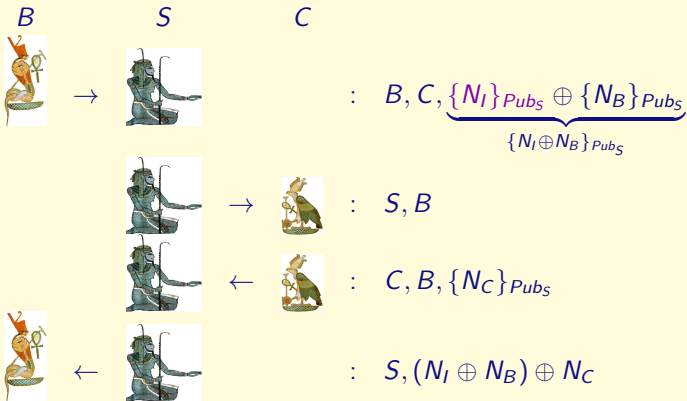 B S C
→ : B, C, {N_I}_{Pub_S} ⊕ {N_B}_{Pub_S}
{N_I ⊕ N_B}_{Pub_S}
→ : S, B
← : C, B, {N_C}_{Pub_S}
← : S, (N_I ⊕ N_B) ⊕ N_C